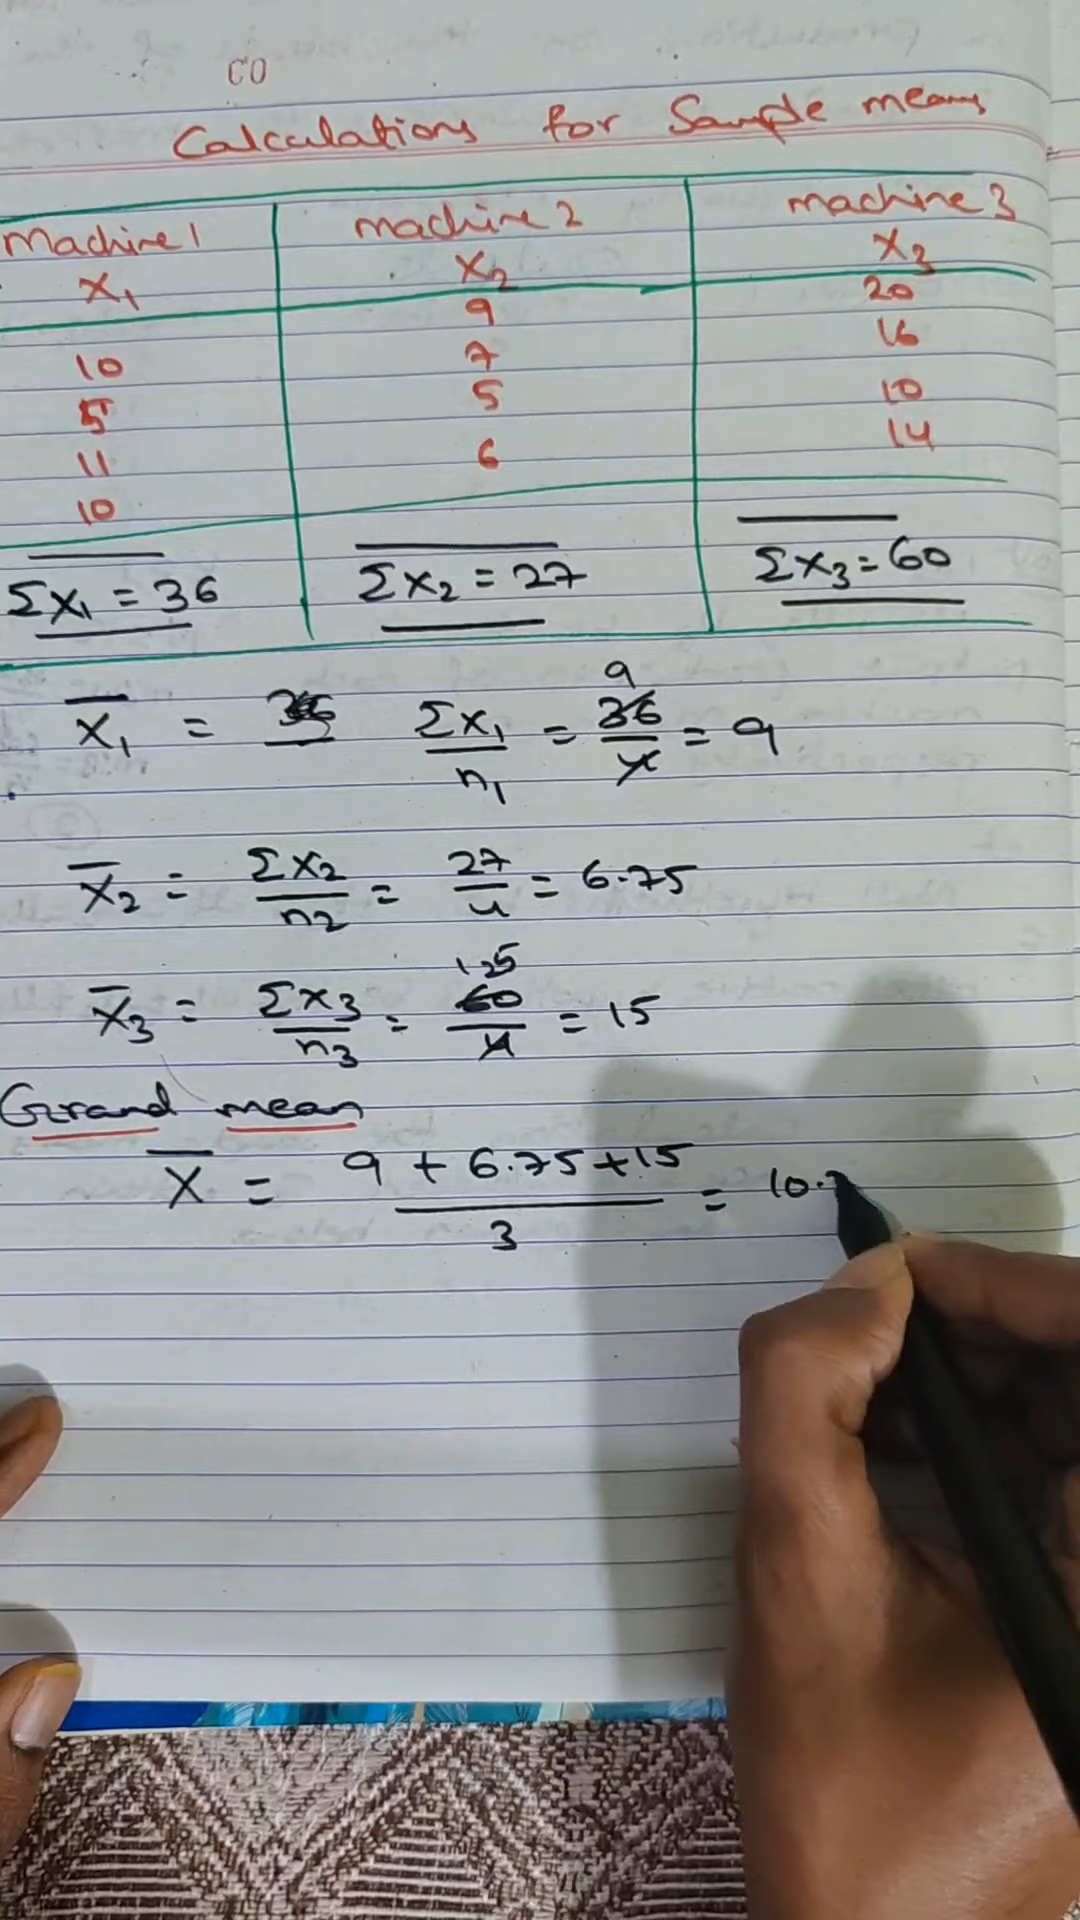 CO
Calculations for Sample means
Machine 1 machine 2 machine 3
X₁ X₂ X₃
10 9 20
5 7 16
11 5 10
10 6 14
ΣX₁ = 36 ΣX₂ = 27 ΣX₃ = 60
X̄₁ = 36 ΣX₁/n₁ = 9 36/4 = 9
X̄₂ = ΣX₂/n₂ = 27/4 = 6.75
X̄₃ = ΣX₃/n₃ = 60/4 = 15
Grand mean
X̄ = 9 + 6.75 + 15 / 3 = 10.